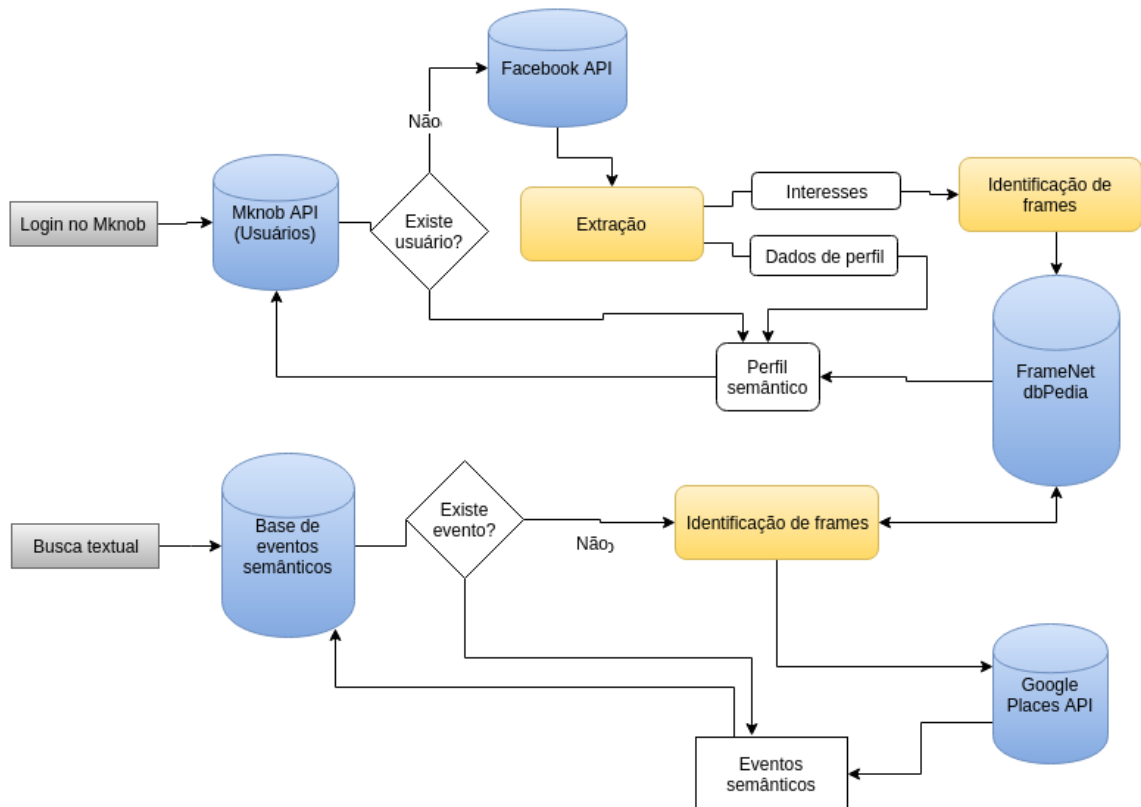 Facebook API
Não
Login no Mknob
Mknob API
(Usuários)
Existe
usuário?
Extração
Interesses
Dados de perfil
Identificação de
frames
Perfil
semântico
FrameNet
dbPedia
Busca textual
Base de
eventos
semânticos
Existe
evento?
Não
Identificação de frames
Google
Places API
Eventos
semânticos